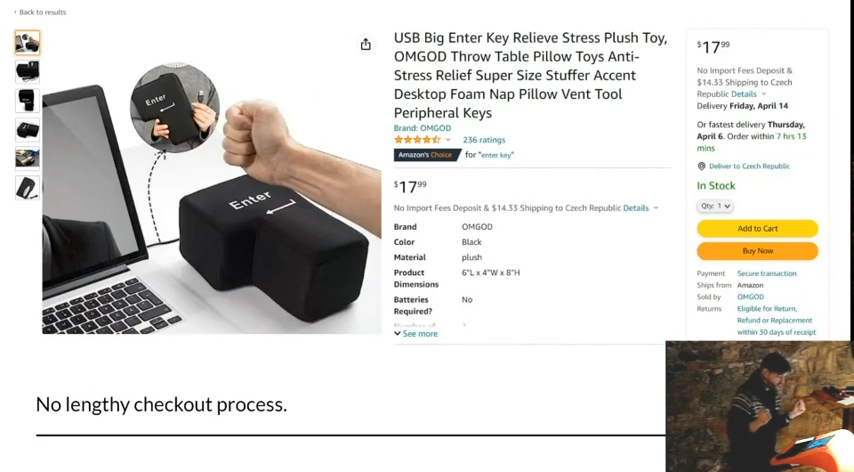 ‹ Back to results
USB Big Enter Key Relieve Stress Plush Toy,
OMGOD Throw Table Pillow Toys Anti-
Stress Relief Super Size Stuffer Accent
Desktop Foam Nap Pillow Vent Tool
Peripheral Keys
Brand: OMGOD
236 ratings
Amazon's Choice for "enter key"
$17⁹⁹
No Import Fees Deposit & $14.33 Shipping to Czech Republic Details
Brand OMGOD
Color Black
Material plush
Product Dimensions 6"L x 4"W x 8"H
Batteries Required? No
See more
Enter
Enter
$17⁹⁹
No Import Fees Deposit &
$14.33 Shipping to Czech
Republic Details
Delivery Friday, April 14
Or fastest delivery Thursday,
April 6. Order within 7 hrs 13
mins
Deliver to Czech Republic
In Stock
Qty: 1
Add to Cart
Buy Now
Payment Secure transaction
Ships from Amazon
Sold by OMGOD
Returns Eligible for Return,
Refund or Replacement
within 30 days of receipt
No lengthy checkout process.